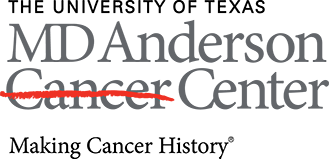 THE UNIVERSITY OF TEXAS
MD Anderson
Cancer Center
Making Cancer History®